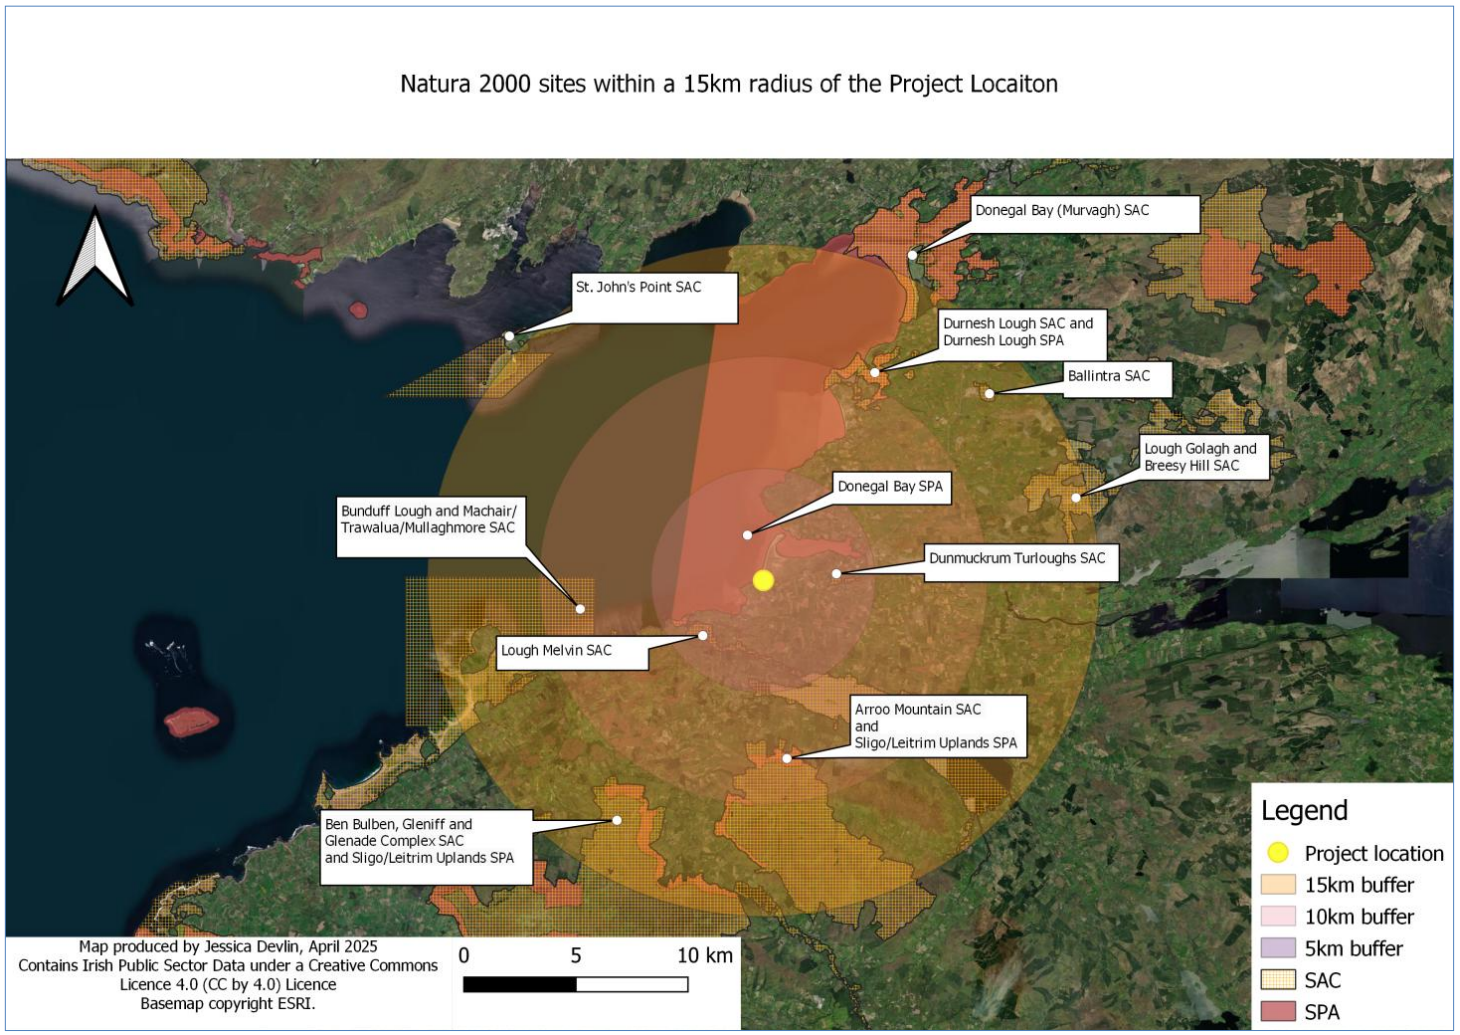 Natura 2000 sites within a 15km radius of the Project Locaiton
Donegal Bay (Murvagh) SAC
St. John's Point SAC
Durnesh Lough SAC and
Durnesh Lough SPA
Ballintra SAC
Lough Golagh and
Breesy Hill SAC
Donegal Bay SPA
Bunduff Lough and Machair/
Trawalua/Mullaghmore SAC
Dunmuckrum Turloughs SAC
Lough Melvin SAC
Arroo Mountain SAC
and
Sligo/Leitrim Uplands SPA
Ben Bulben, Gleniff and
Glenade Complex SAC
and Sligo/Leitrim Uplands SPA
Legend
Project location
15km buffer
10km buffer
5km buffer
SAC
SPA
Map produced by Jessica Devlin, April 2025
Contains Irish Public Sector Data under a Creative Commons
Licence 4.0 (CC by 4.0) Licence
Basemap copyright ESRI.
0 5 10 km